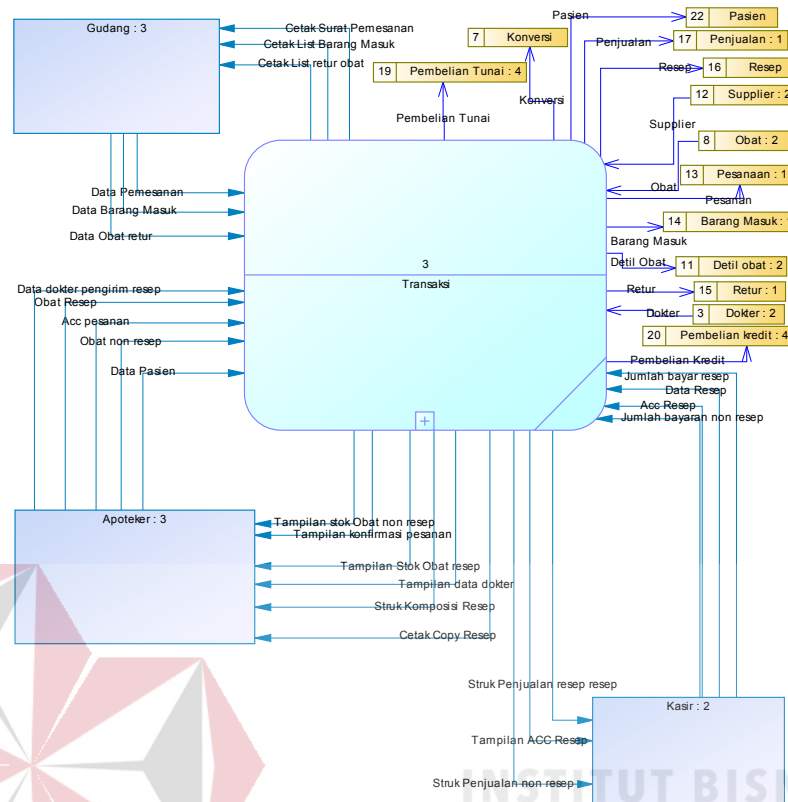 Gudang : 3
Cetak Surat Pemesanan
Cetak List Barang Masuk
Cetak List retur obat
Pasien
22 Pasien
7 Konversi
Penjualan
17 Penjualan : 1
19 Pembelian Tunai : 4
Resep
16 Resep
Konversi
12 Supplier : 2
Pembelian Tunai
Supplier
8 Obat : 2
13 Pesanaan : 1
Obat
Pesanan
Data Pemesanan
Data Barang Masuk
Data Obat retur
14 Barang Masuk :
Barang Masuk
Detil Obat
11 Detil obat : 2
3
Transaksi
Retur
15 Retur : 1
Dokter
3 Dokter : 2
20 Pembelian kredit : 4
Pembelian Kredit
Data dokter pengirim resep
Obat Resep
Acc pesanan
Obat non resep
Data Pasien
Jumlah bayar resep
Data Resep
Acc Resep
Jumlah bayaran non resep
Apoteker : 3
Tampilan stok Obat non resep
Tampilan konfirmasi pesanan
Tampilan Stok Obat resep
Tampilan data dokter
Struk Komposisi Resep
Cetak Copy Resep
Struk Penjualan resep resep
Kasir : 2
Tampilan ACC Resep
Struk Penjualan non resep
INSTITUT BISN